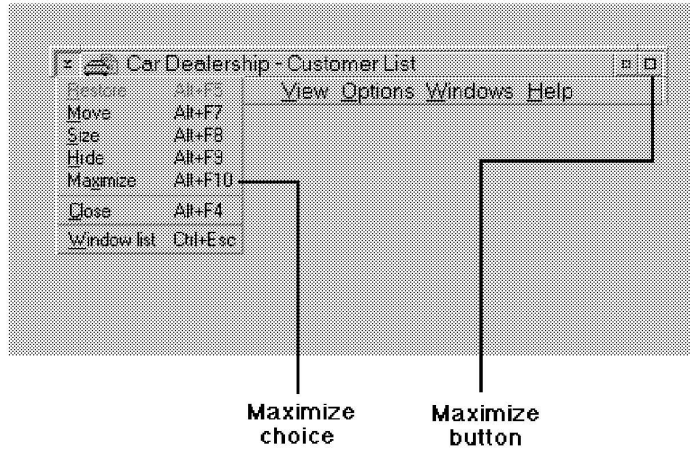 Car Dealership - Customer List
View Options Windows Help
Restore Alt+F5
Move Alt+F7
Size Alt+F8
Hide Alt+F9
Maximize Alt+F10
Close Alt+F4
Window list Ctrl+Esc
Maximize choice
Maximize button